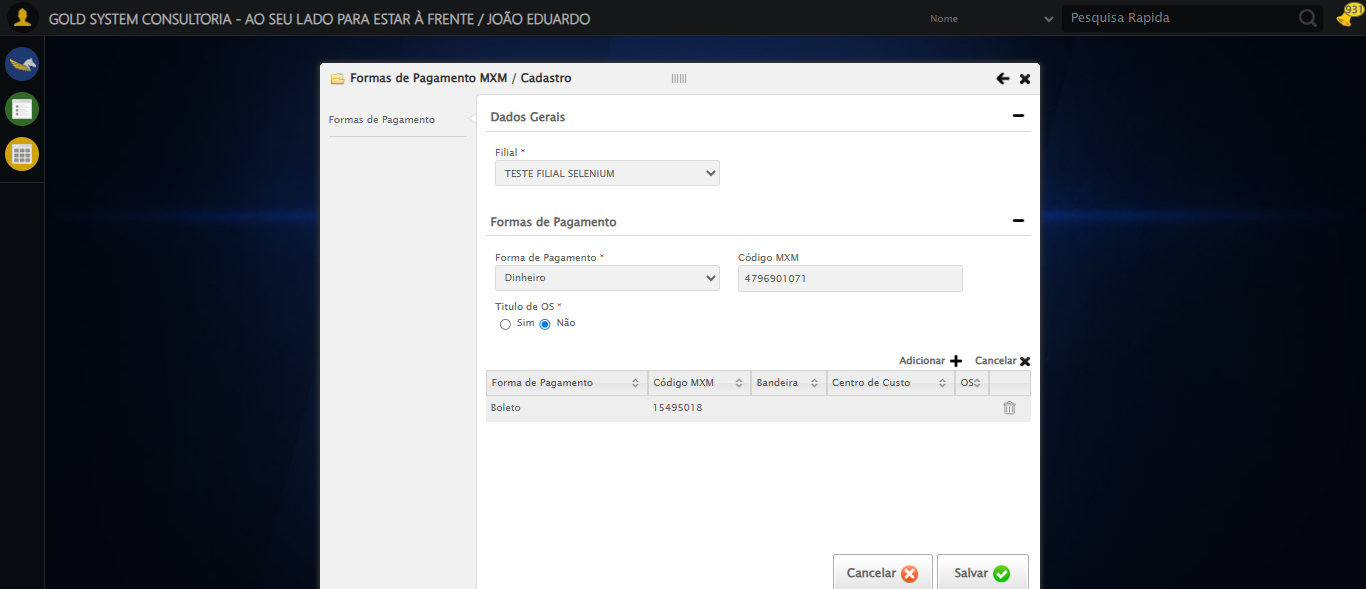 GOLD SYSTEM CONSULTORIA - AO SEU LADO PARA ESTAR À FRENTE / JOÃO EDUARDO
Nome
Pesquisa Rapida
931
Formas de Pagamento MXM / Cadastro
Formas de Pagamento
Dados Gerais
Filial *
TESTE FILIAL SELENIUM
Formas de Pagamento
Forma de Pagamento * Código MXM
Dinheiro 4796901071
Titulo de OS *
Sim Não
Adicionar Cancelar
Forma de Pagamento Código MXM Bandeira Centro de Custo OS
Boleto 15495018
Cancelar Salvar